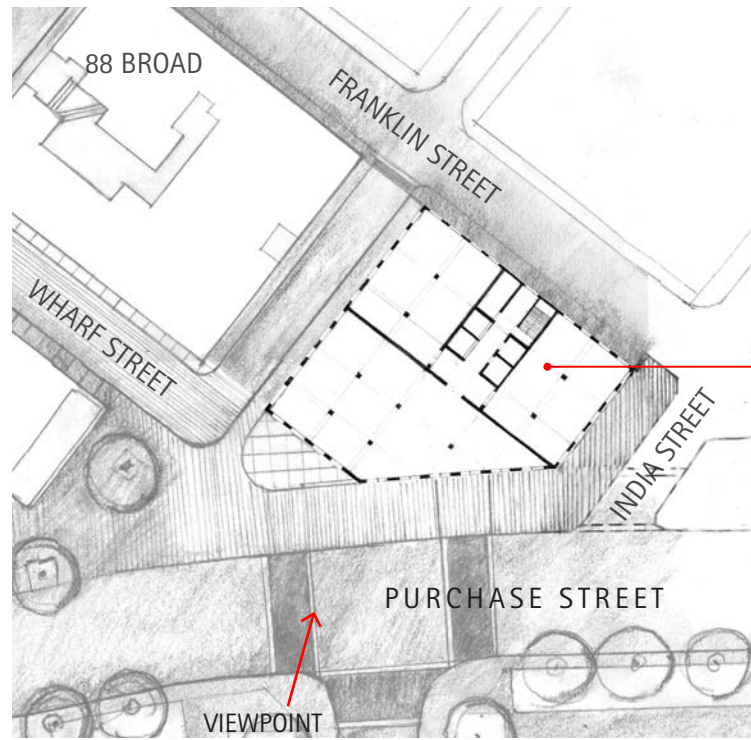 88 BROAD
FRANKLIN STREET
WHARF STREET
INDIA STREET
PURCHASE STREET
VIEWPOINT